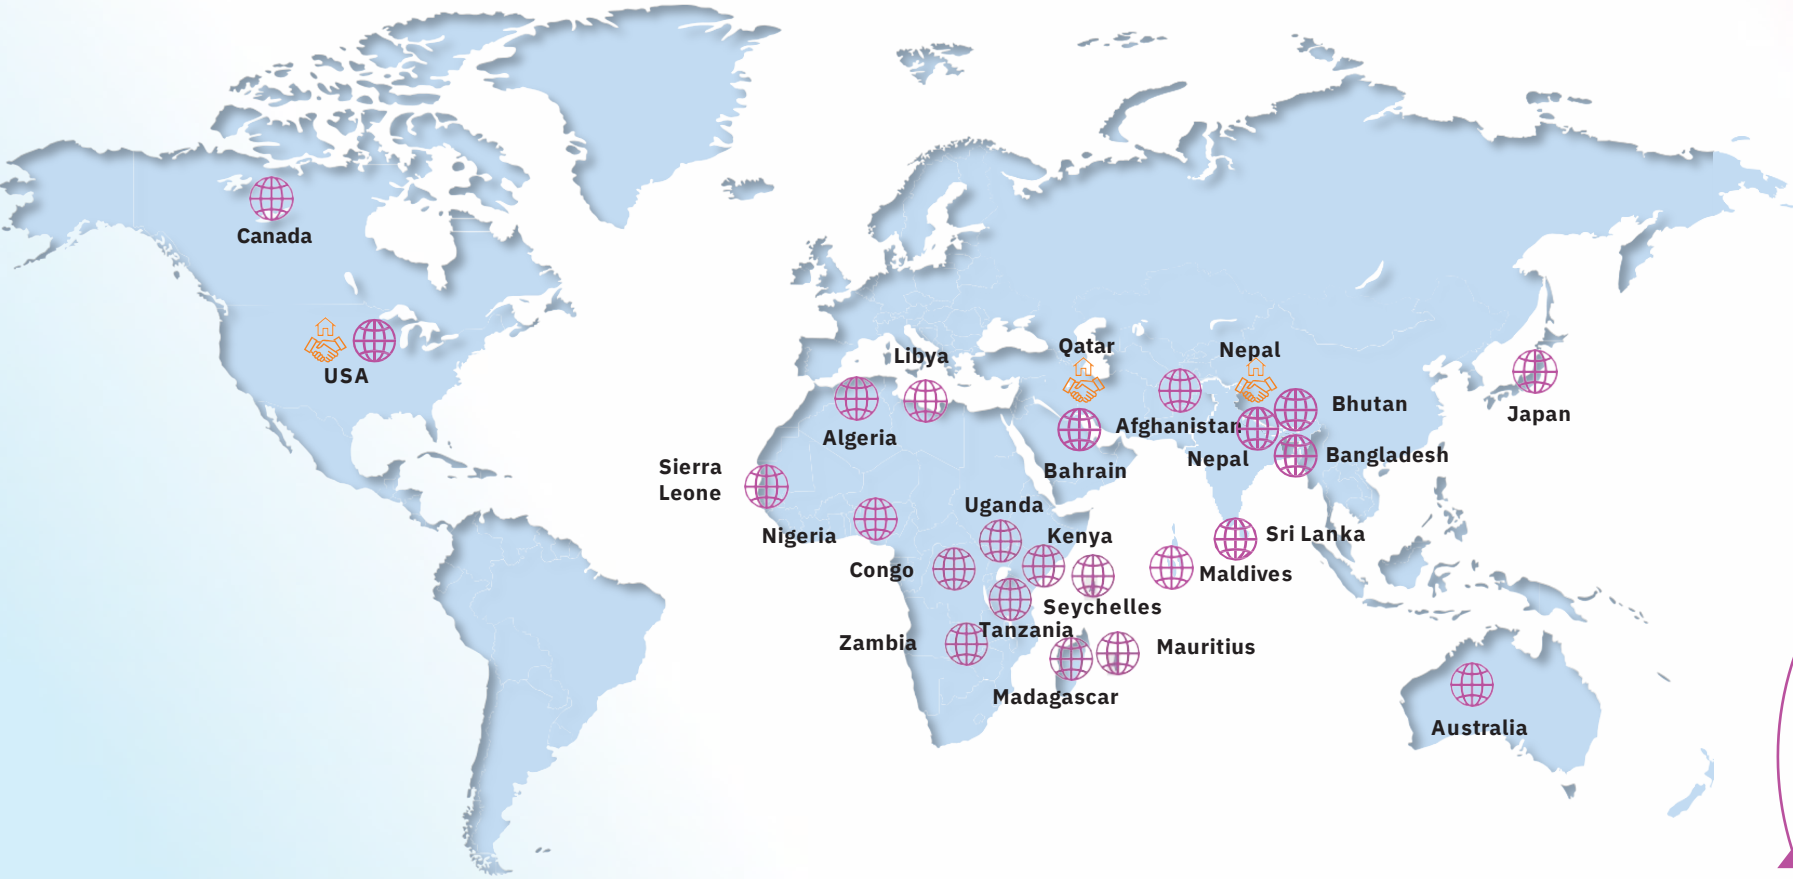 Canada
USA
Qatar
Nepal
Libya
Afghanistan
Bhutan
Japan
Algeria
Bahrain
Nepal
Bangladesh
Sierra
Leone
Uganda
Nigeria
Kenya
Sri Lanka
Congo
Maldives
Seychelles
Tanzania
Zambia
Mauritius
Madagascar
Australia